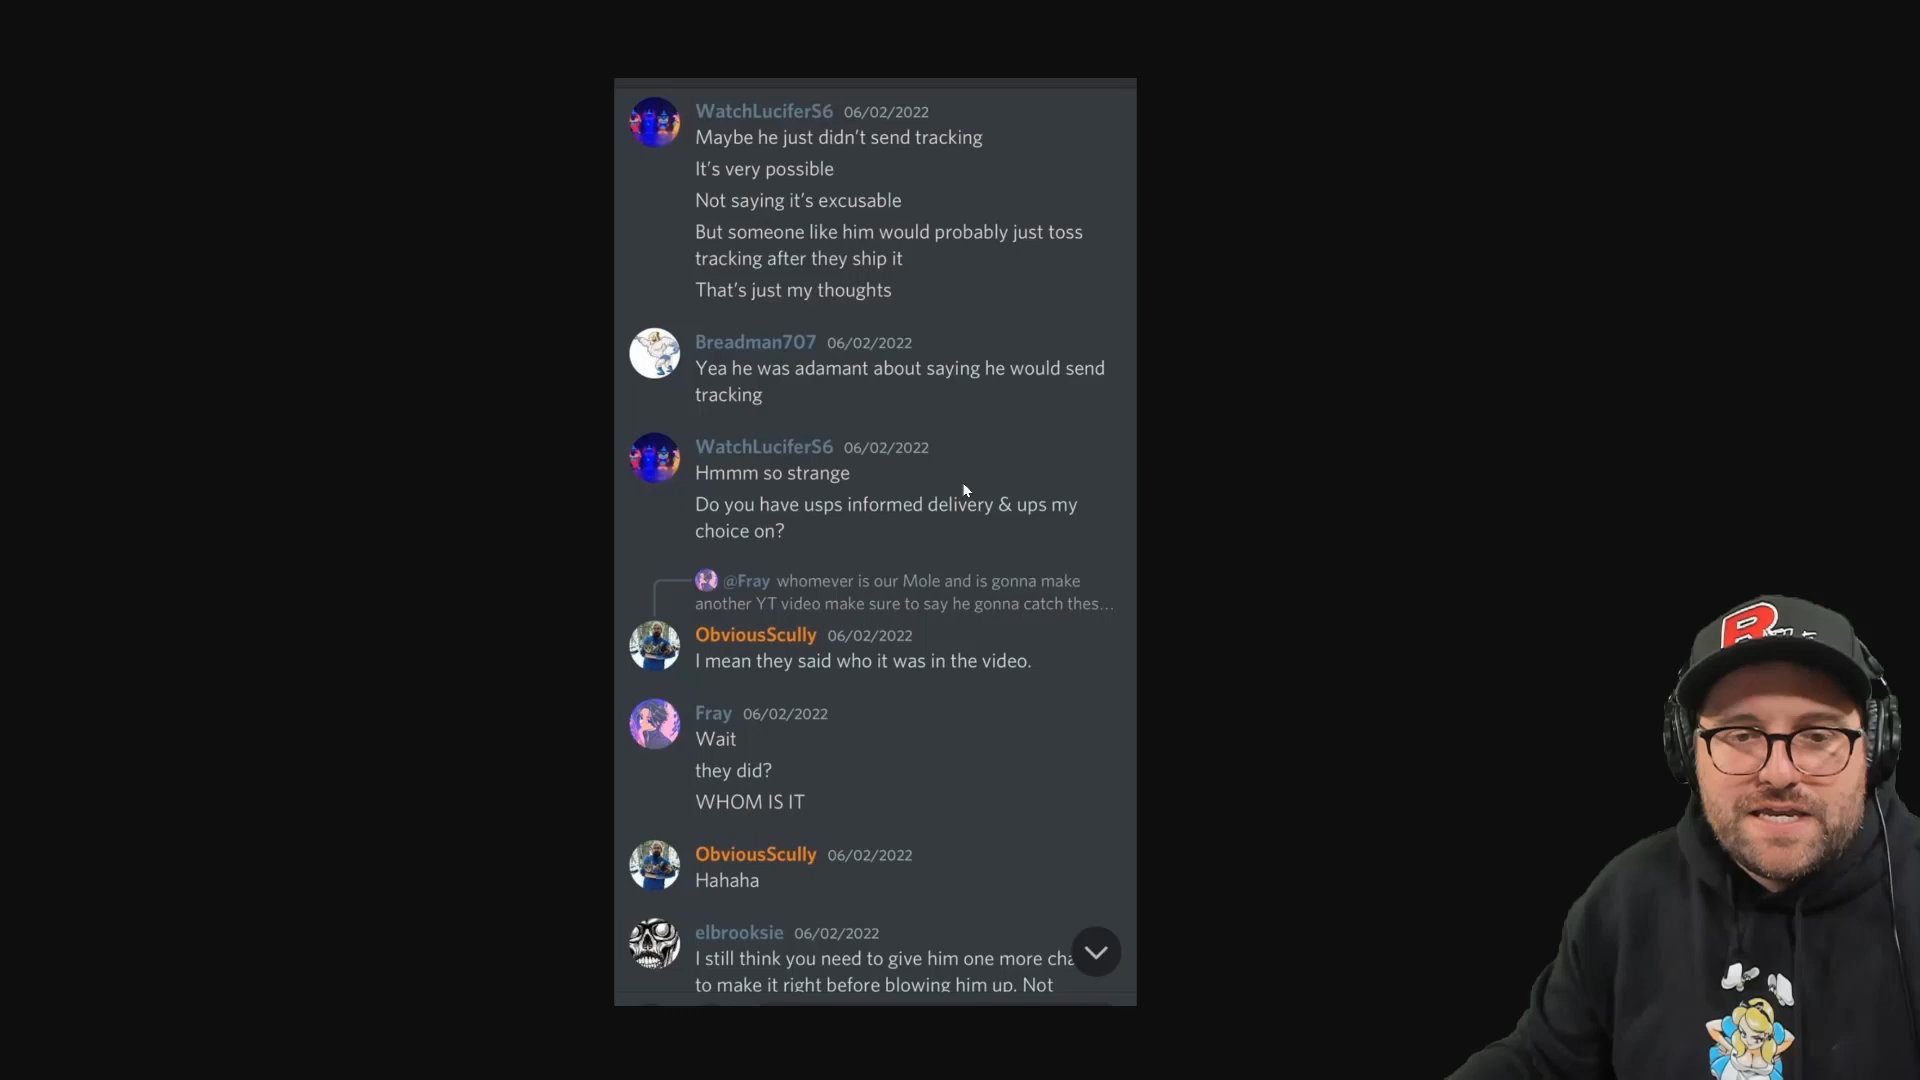 WatchLuciferS6 06/02/2022
Maybe he just didn't send tracking
It's very possible
Not saying it's excusable
But someone like him would probably just toss
tracking after they ship it
That's just my thoughts
Breadman707 06/02/2022
Yea he was adamant about saying he would send
tracking
WatchLuciferS6 06/02/2022
Hmmm so strange
Do you have usps informed delivery & ups my
choice on?
@Fray whomever is our Mole and is gonna make
another YT video make sure to say he gonna catch thes...
ObviousScully 06/02/2022
I mean they said who it was in the video.
Fray 06/02/2022
Wait
they did?
WHOM IS IT
ObviousScully 06/02/2022
Hahaha
elbrooksie 06/02/2022
I still think you need to give him one more cha
to make it right before blowing him up. Not
R